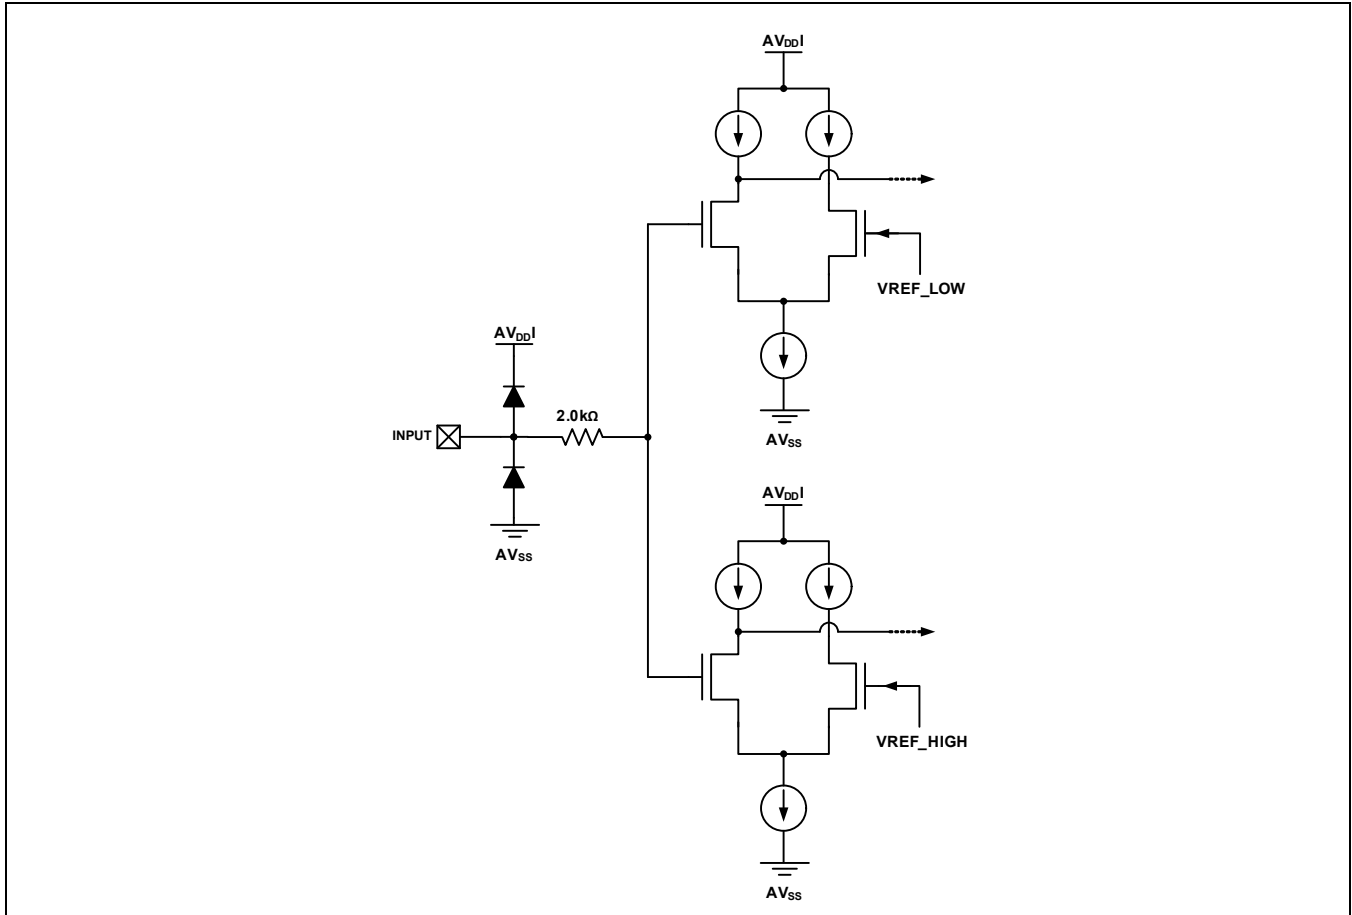 AVDDI
VREF_LOW
AVDDI
2.0kΩ
INPUT
AVSS
AVDDI
AVSS
VREF_HIGH
AVSS